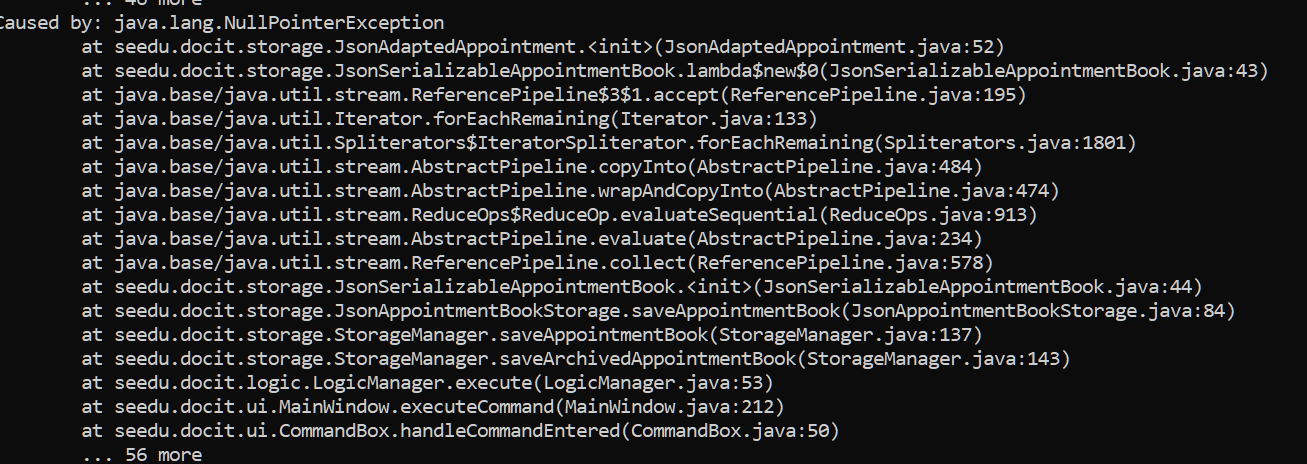 ... 46 more
Caused by: java.lang.NullPointerException
at seedu.docit.storage.JsonAdaptedAppointment.<init>(JsonAdaptedAppointment.java:52)
at seedu.docit.storage.JsonSerializableAppointmentBook.lambda$new$0(JsonSerializableAppointmentBook.java:43)
at java.base/java.util.stream.ReferencePipeline$3$1.accept(ReferencePipeline.java:195)
at java.base/java.util.Iterator.forEachRemaining(Iterator.java:133)
at java.base/java.util.Spliterators$IteratorSpliterator.forEachRemaining(Spliterators.java:1801)
at java.base/java.util.stream.AbstractPipeline.copyInto(AbstractPipeline.java:484)
at java.base/java.util.stream.AbstractPipeline.wrapAndCopyInto(AbstractPipeline.java:474)
at java.base/java.util.stream.ReduceOps$ReduceOp.evaluateSequential(ReduceOps.java:913)
at java.base/java.util.stream.AbstractPipeline.evaluate(AbstractPipeline.java:234)
at java.base/java.util.stream.ReferencePipeline.collect(ReferencePipeline.java:578)
at seedu.docit.storage.JsonSerializableAppointmentBook.<init>(JsonSerializableAppointmentBook.java:44)
at seedu.docit.storage.JsonAppointmentBookStorage.saveAppointmentBook(JsonAppointmentBookStorage.java:84)
at seedu.docit.storage.StorageManager.saveAppointmentBook(StorageManager.java:137)
at seedu.docit.storage.StorageManager.saveArchivedAppointmentBook(StorageManager.java:143)
at seedu.docit.logic.LogicManager.execute(LogicManager.java:53)
at seedu.docit.ui.MainWindow.executeCommand(MainWindow.java:212)
at seedu.docit.ui.CommandBox.handleCommandEntered(CommandBox.java:50)
... 56 more